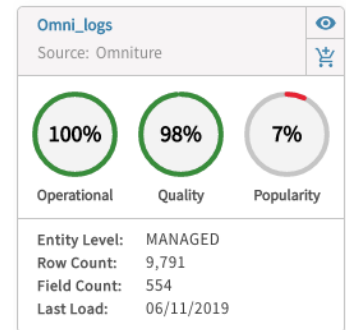 Omni_logs
Source: Omniture
100% 98% 7%
Operational Quality Popularity
Entity Level: MANAGED
Row Count: 9,791
Field Count: 554
Last Load: 06/11/2019